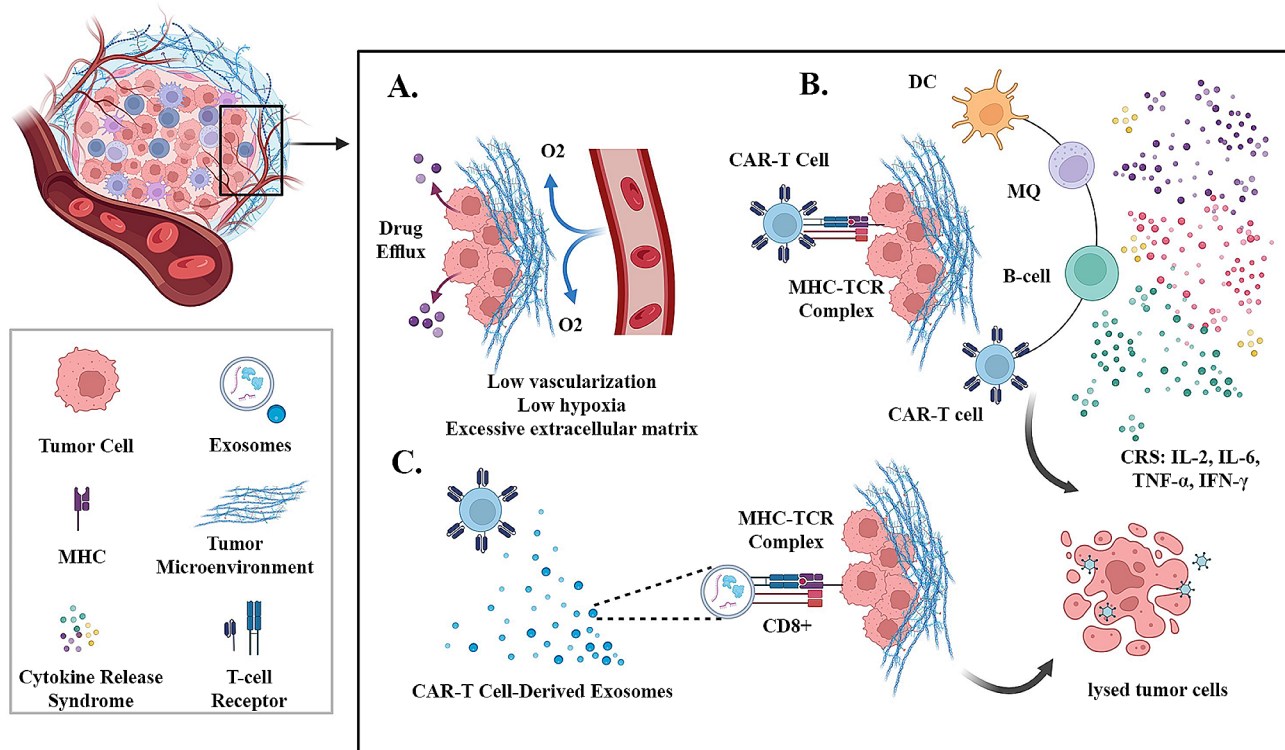 A.
O2
Drug
Efflux
O2
Low vascularization
Low hypoxia
Excessive extracellular matrix
B.
DC
CAR-T Cell
MQ
B-cell
MHC-TCR
Complex
CAR-T cell
CRS: IL-2, IL-6,
TNF-α, IFN-γ
C.
MHC-TCR
Complex
CD8+
CAR-T Cell-Derived Exosomes
lysed tumor cells
Tumor Cell
Exosomes
MHC
Tumor
Microenvironment
Cytokine Release
Syndrome
T-cell
Receptor